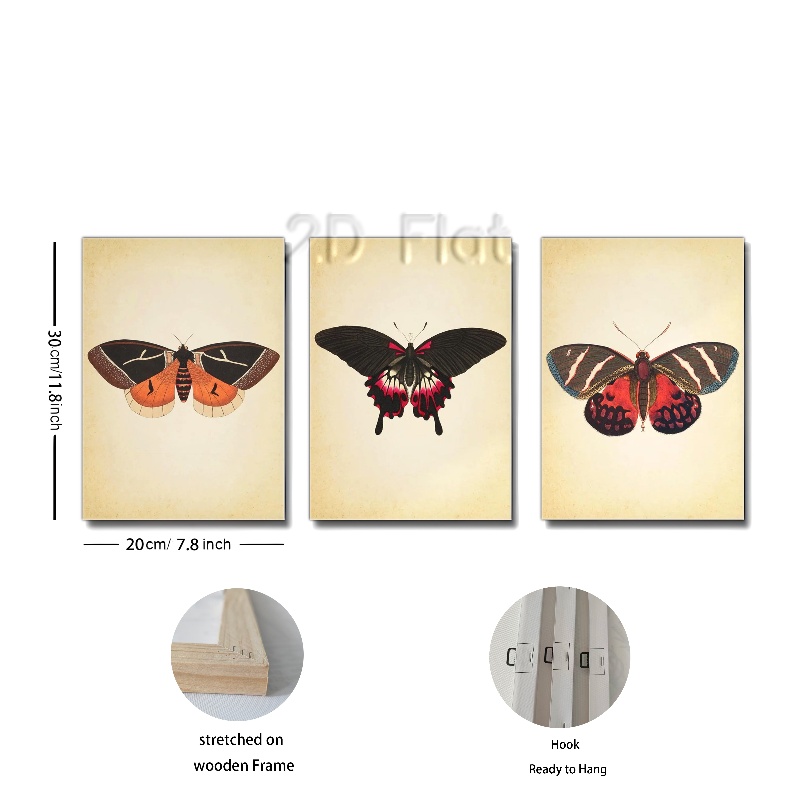 2D Flat
30cm/11.8inch
20cm/ 7.8 inch
stretched on
wooden Frame
Hook
Ready to Hang